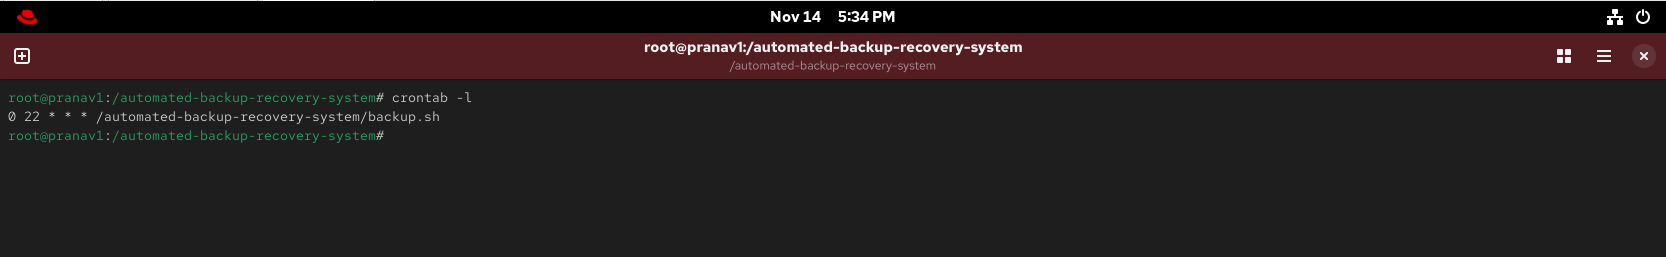 Nov 14 5:34 PM
root@pranav1:/automated-backup-recovery-system
/automated-backup-recovery-system
root@pranav1:/automated-backup-recovery-system# crontab -l
0 22 * * * /automated-backup-recovery-system/backup.sh
root@pranav1:/automated-backup-recovery-system#